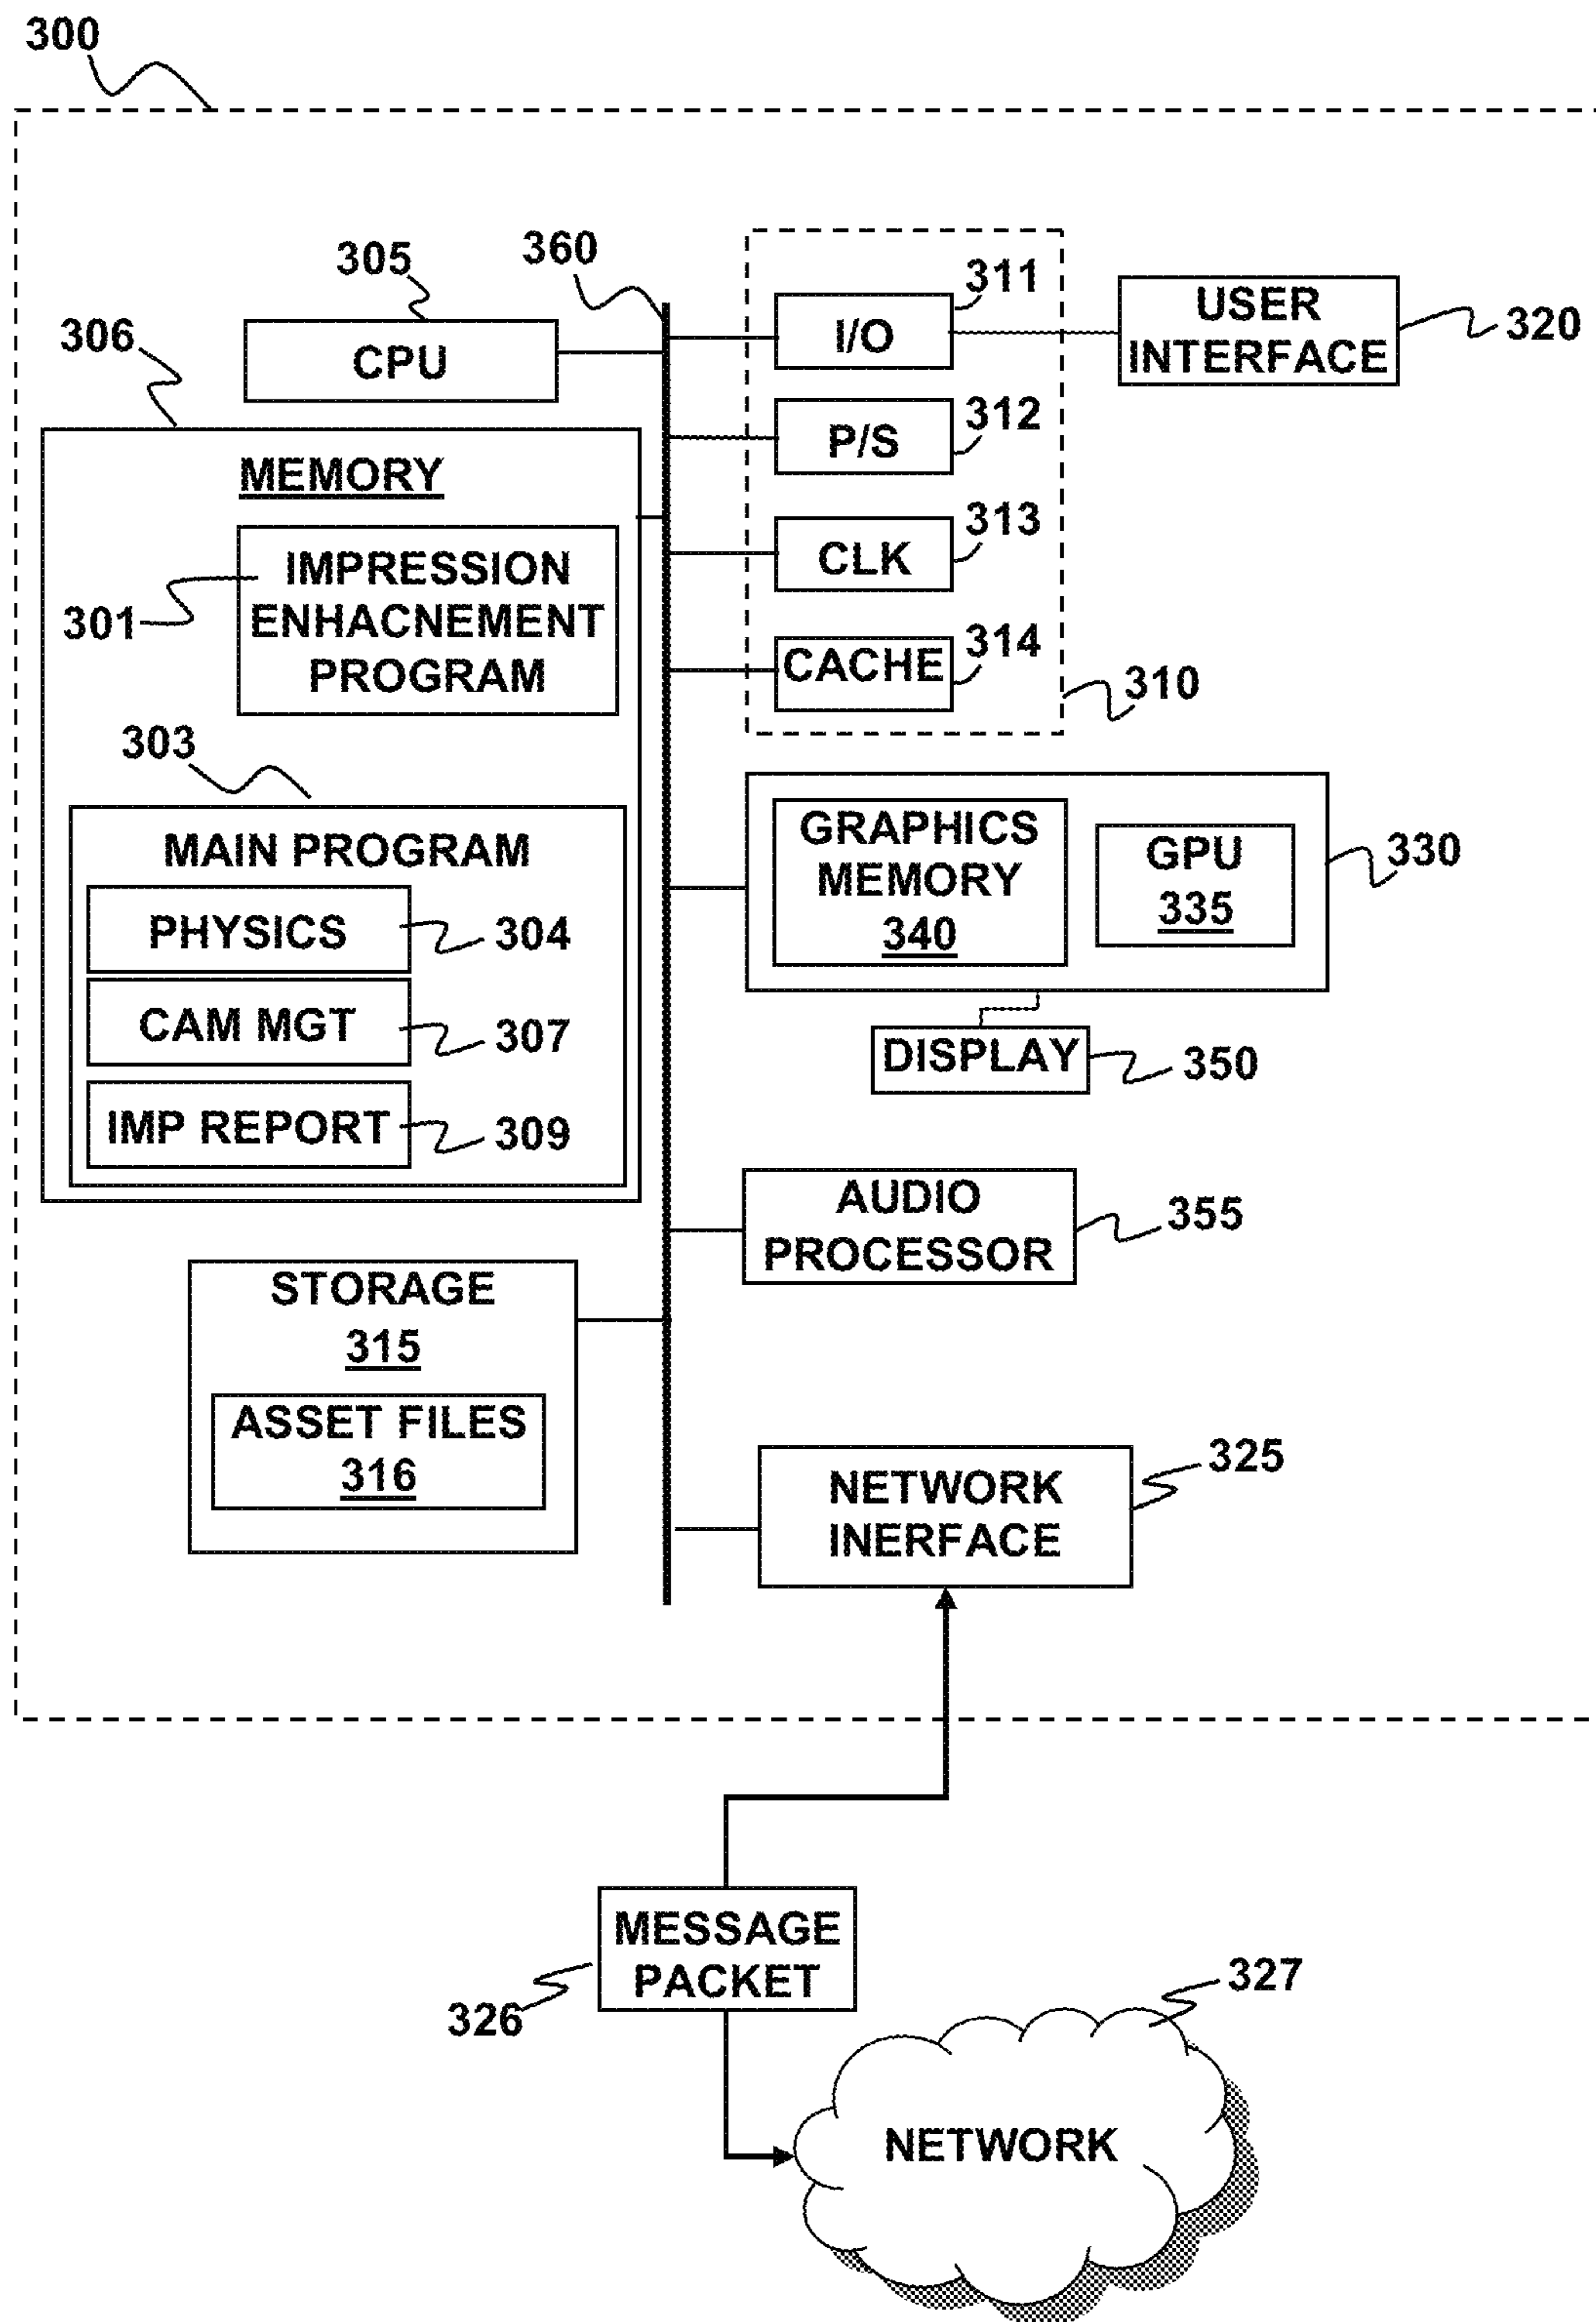 300
305
360
311
I/O
USER
INTERFACE
320
306
CPU
312
P/S
MEMORY
313
CLK
301
IMPRESSION
ENHACNEMENT
PROGRAM
314
CACHE
310
303
MAIN PROGRAM
PHYSICS
304
CAM MGT
307
IMP REPORT
309
GRAPHICS
MEMORY
340
GPU
335
330
DISPLAY
350
AUDIO
PROCESSOR
355
STORAGE
315
ASSET FILES
316
NETWORK
INERFACE
325
MESSAGE
PACKET
326
327
NETWORK